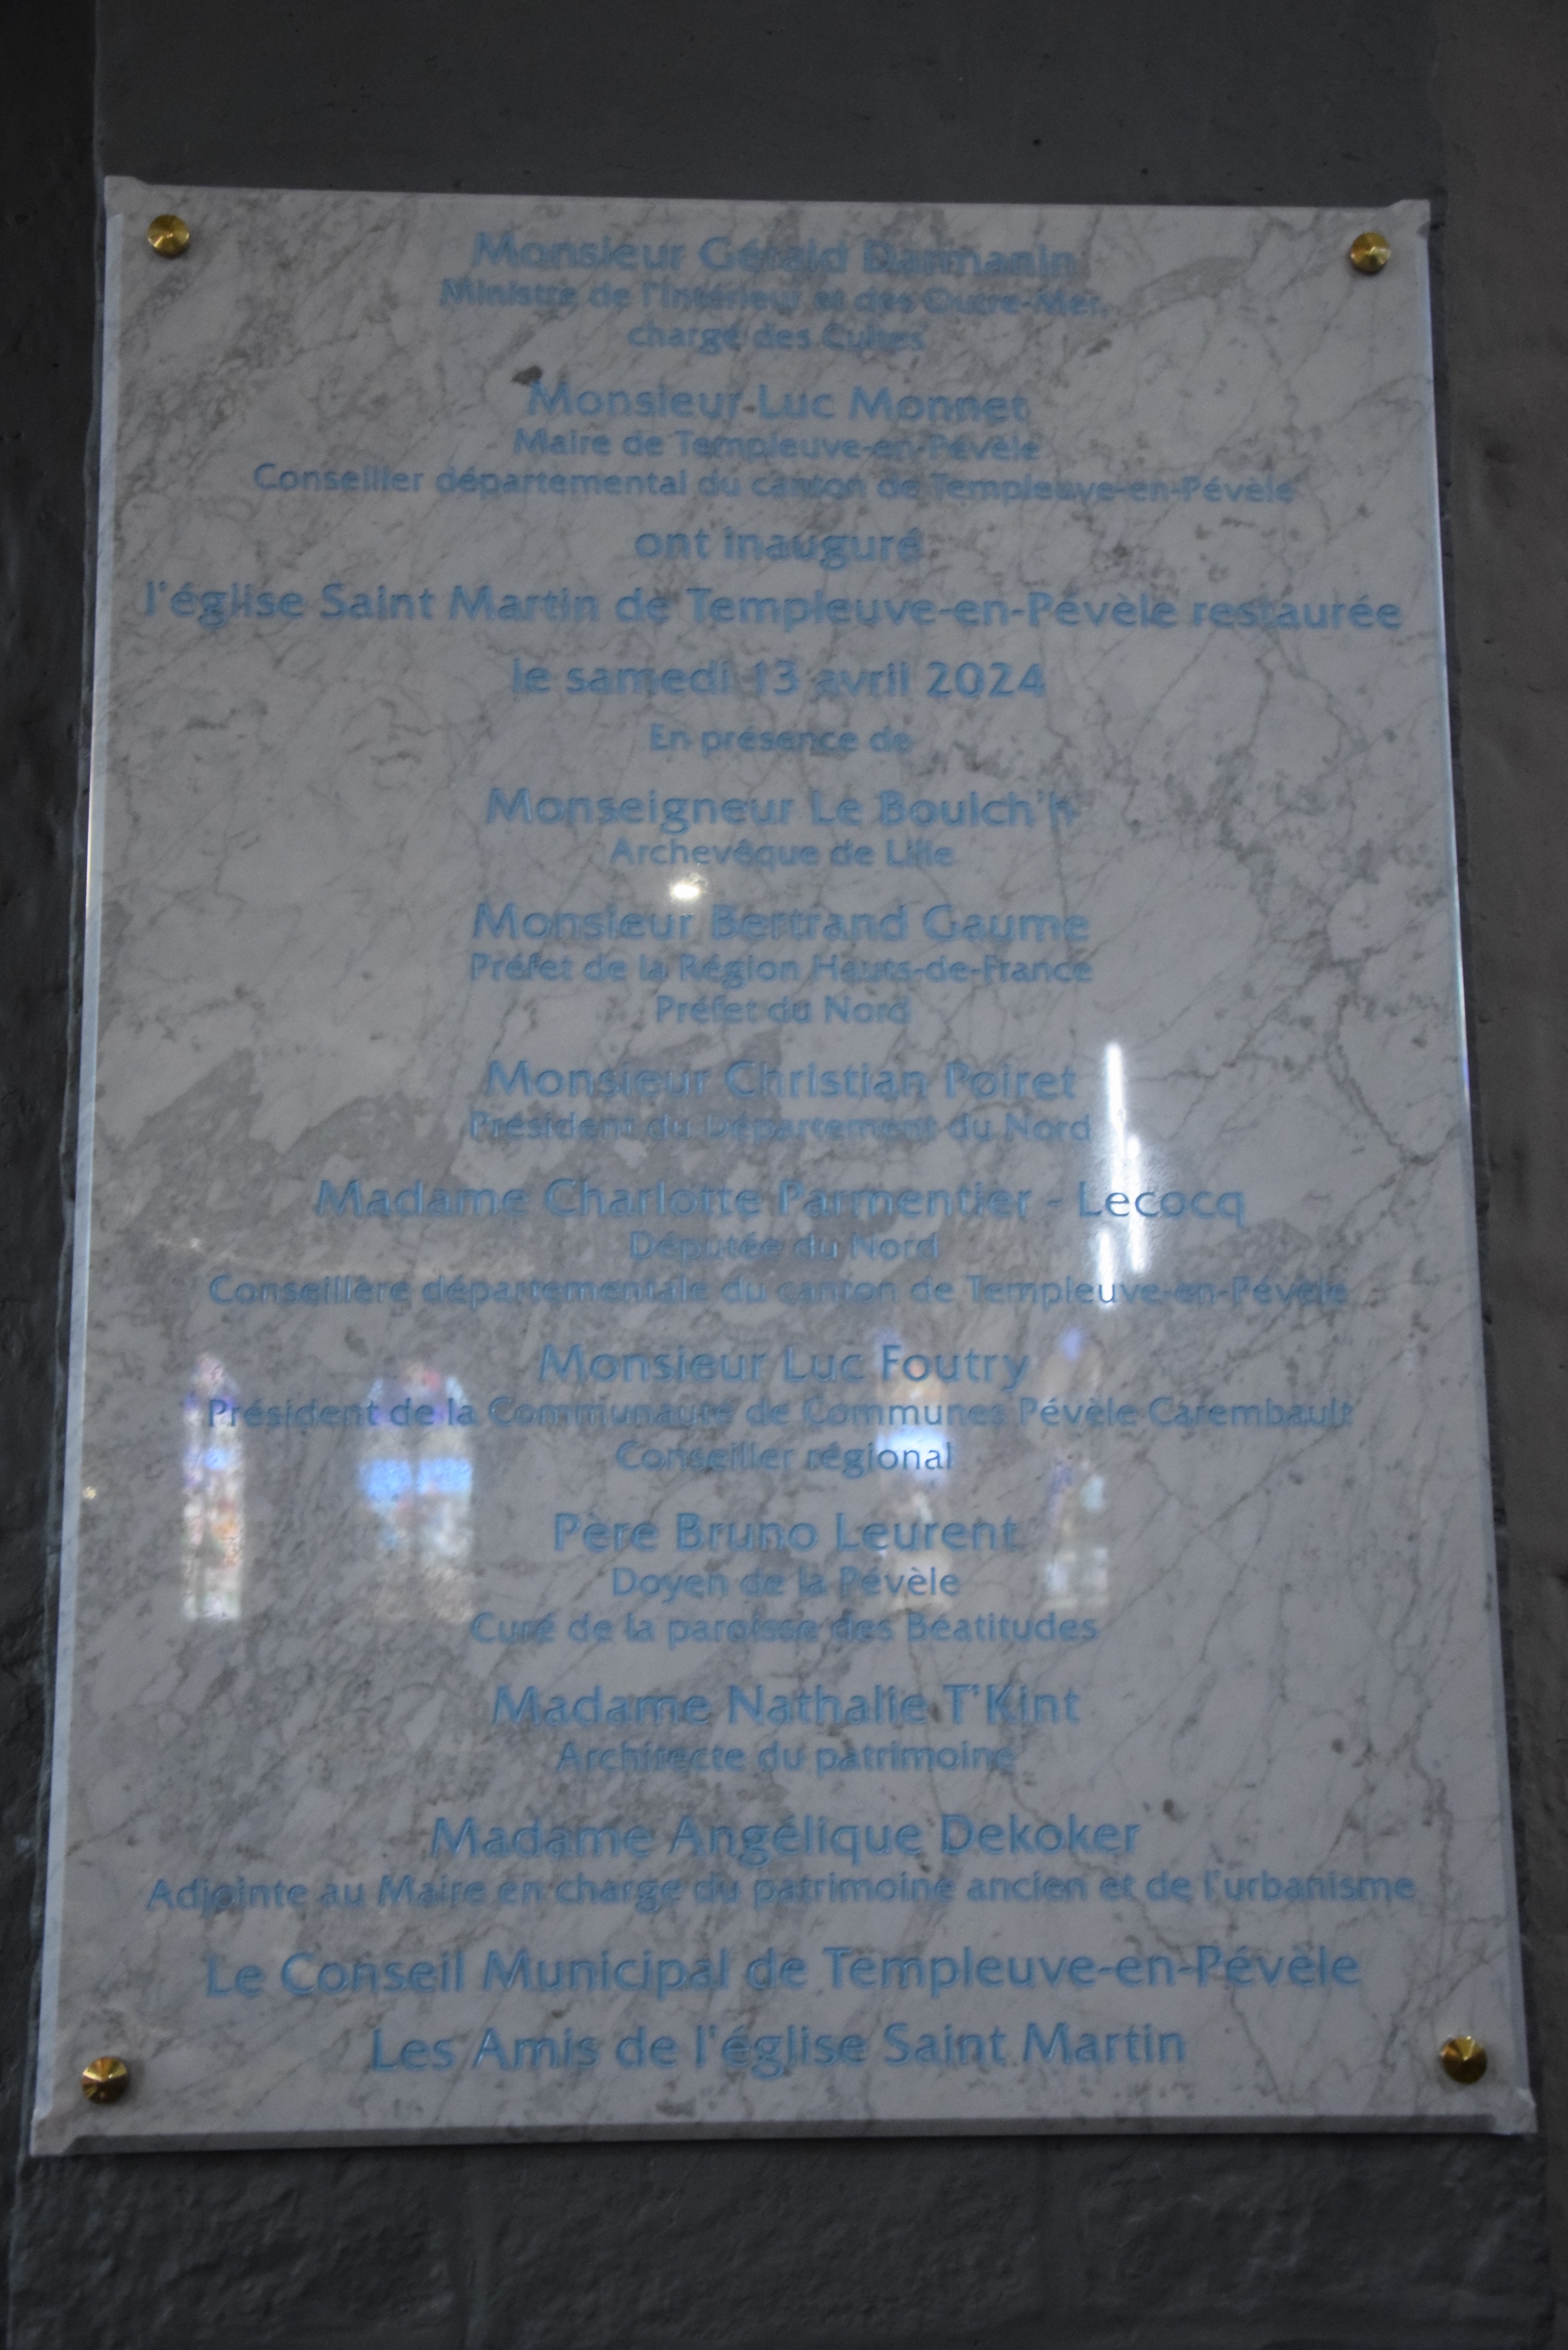 Monsieur Gérald Darmanin
Ministre de l'Intérieur et des Outre-Mer,
chargé des Cultes
Monsieur Luc Monnet
Maire de Templeuve-en-Pévèle
Conseiller départemental du canton de Templeuve-en-Pévèle
ont inauguré
l'église Saint Martin de Templeuve-en-Pévèle restaurée
le samedi 13 avril 2024
En présence de
Monseigneur Le Boulch'h
Archevêque de Lille
Monsieur Bertrand Gaume
Préfet de la Région Hauts-de-France
Préfet du Nord
Monsieur Christian Poiret
Président du Département du Nord
Madame Charlotte Parmentier - Lecocq
Députée du Nord
Conseillère départementale du canton de Templeuve-en-Pévèle
Monsieur Luc Foutry
Président de la Communauté de Communes Pévèle Carembault
Conseiller régional
Père Bruno Leurent
Doyen de la Pévèle
Curé de la paroisse des Béatitudes
Madame Nathalie T'Kint
Architecte du patrimoine
Madame Angélique Dekoker
Adjointe au Maire en charge du patrimoine ancien et de l'urbanisme
Le Conseil Municipal de Templeuve-en-Pévèle
Les Amis de l'église Saint Martin